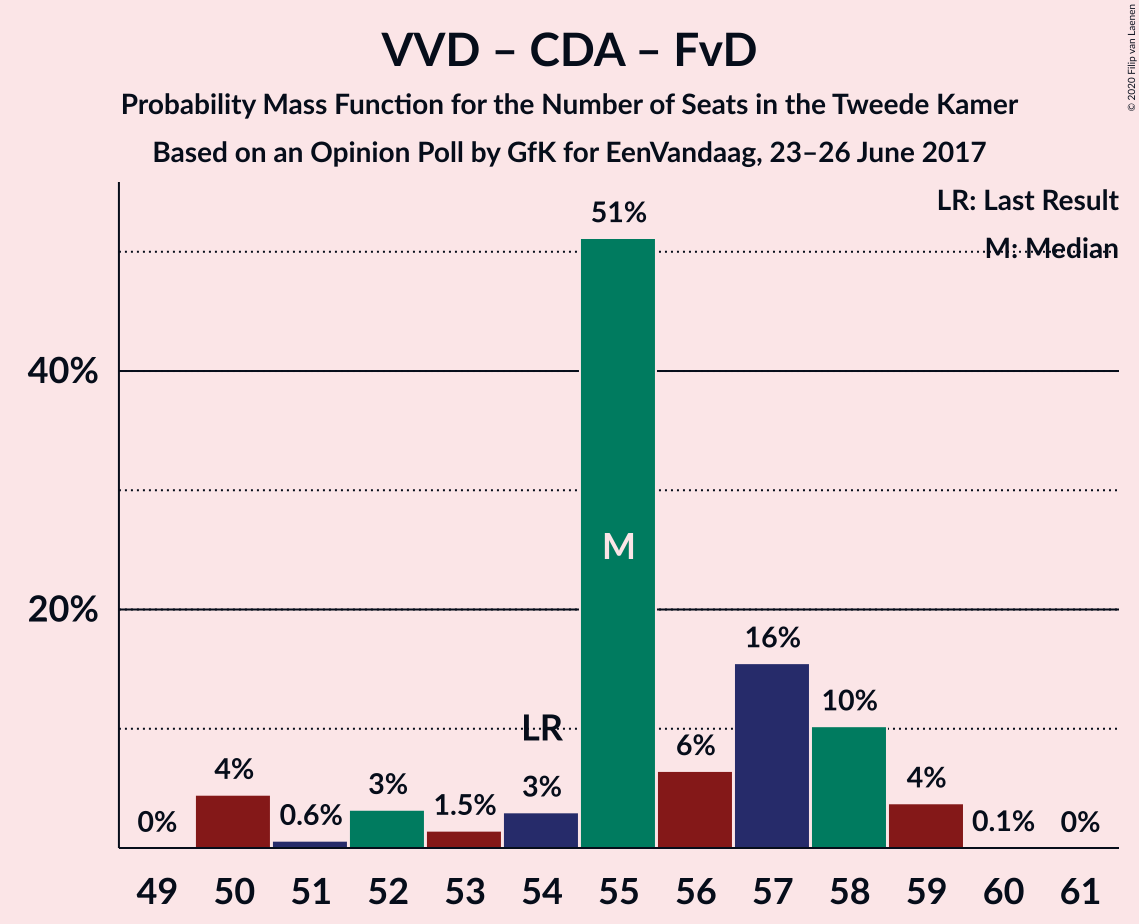 VVD – CDA – FvD
Probability Mass Function for the Number of Seats in the Tweede Kamer
Based on an Opinion Poll by GfK for EenVandaag, 23–26 June 2017
© 2020 Filip van Laenen
LR: Last Result
M: Median
40%
20%
0%
4%
0.6%
3%
1.5%
3%
LR
51%
M
6%
16%
10%
4%
0.1%
0%
49 50 51 52 53 54 55 56 57 58 59 60 61